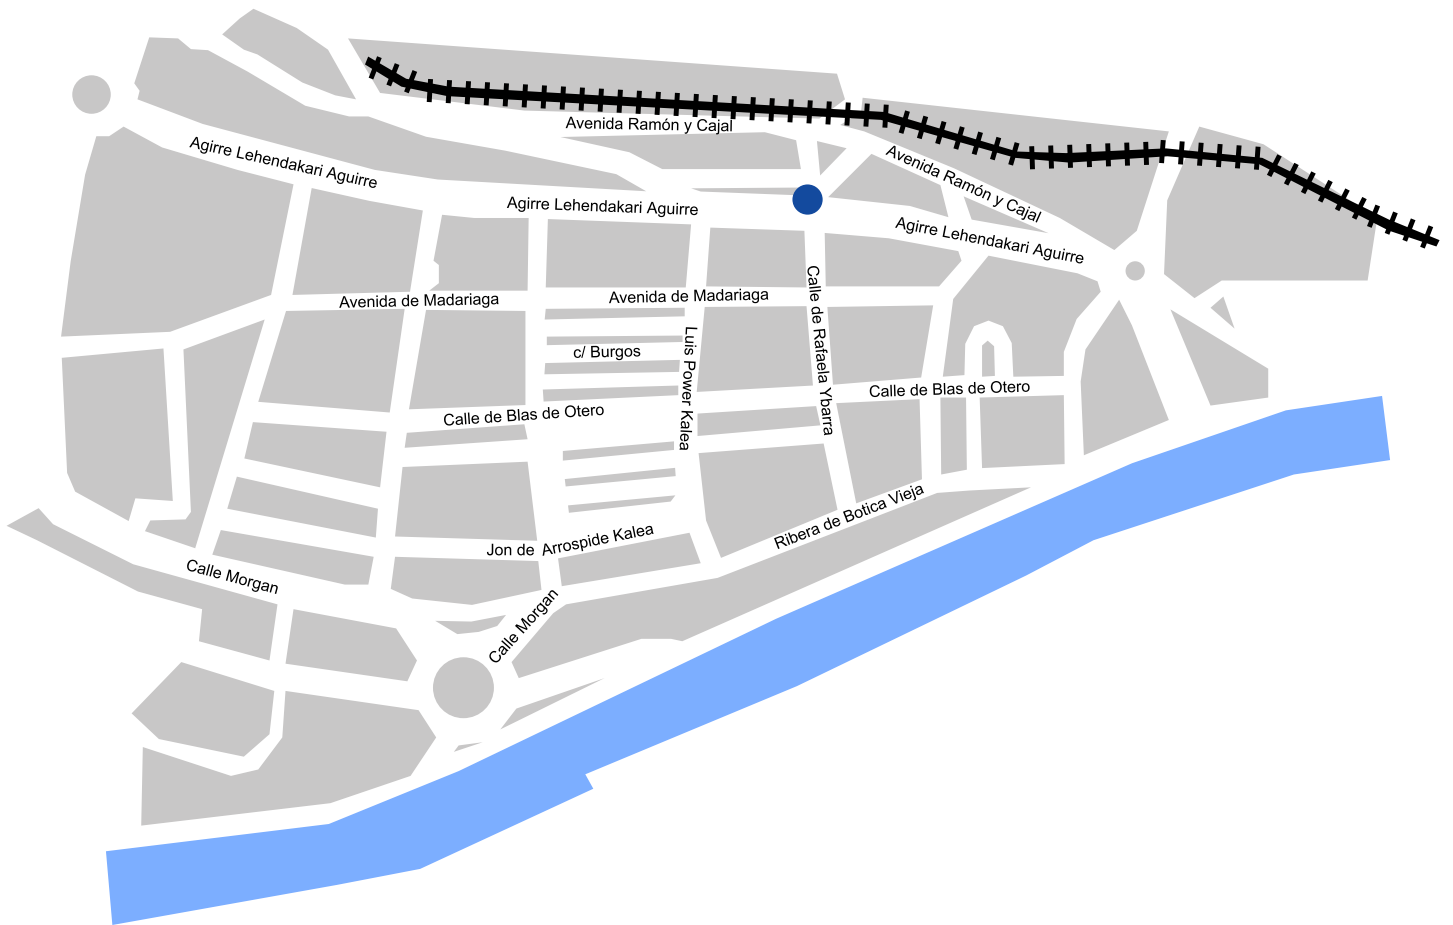 Avenida Ramón y Cajal
Agirre Lehendakari Aguirre
Avenida Ramón y Cajal
Agirre Lehendakari Aguirre
Agirre Lehendakari Aguirre
Avenida de Madariaga
Avenida de Madariaga
Calle de Rafaela Ybarra
c/ Burgos
Luis Power Kalea
Calle de Blas de Otero
Calle de Blas de Otero
Ribera de Botica Vieja
Jon de Arrospide Kalea
Calle Morgan
Calle Morgan